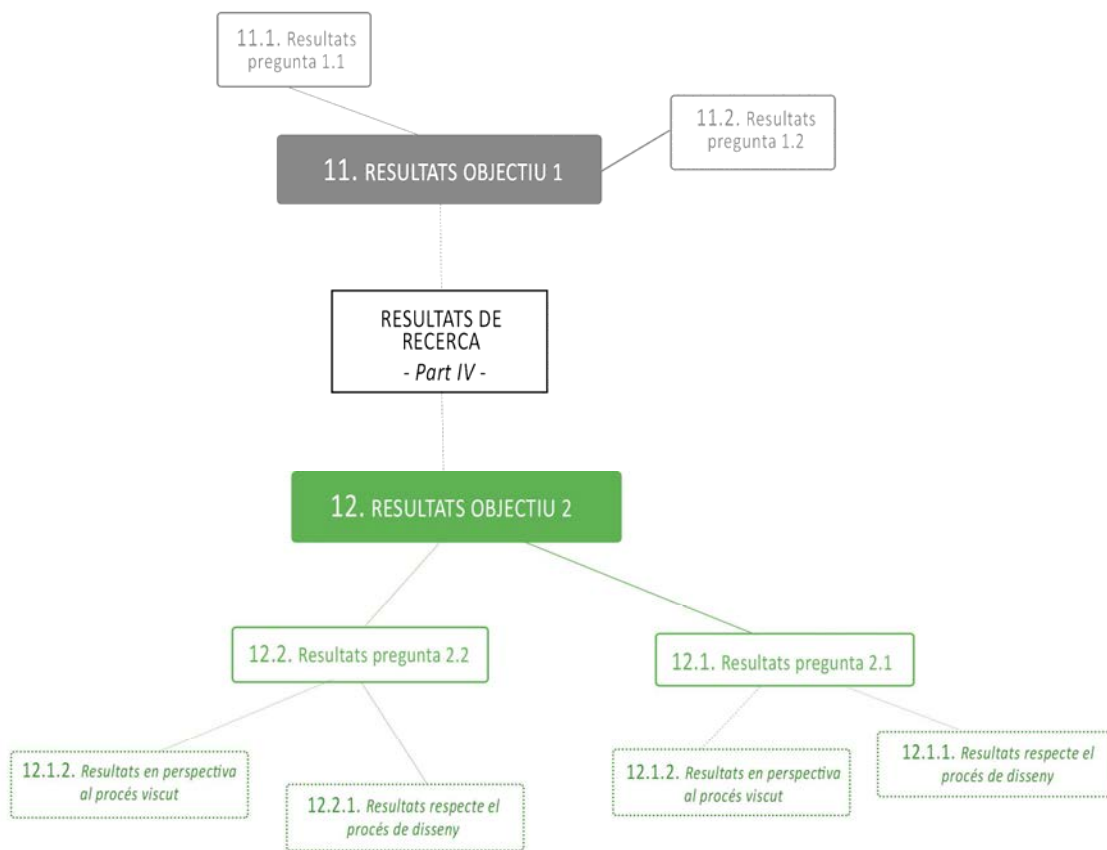 11.1. Resultats
pregunta 1.1
11.2. Resultats
pregunta 1.2
11. RESULTATS OBJECTIU 1
RESULTATS DE
RECERCA
- Part IV -
12. RESULTATS OBJECTIU 2
12.2. Resultats pregunta 2.2
12.1. Resultats pregunta 2.1
12.1.2. Resultats en perspectiva
al procés viscut
12.2.1. Resultats respecte el
procés de disseny
12.1.2. Resultats en perspectiva
al procés viscut
12.1.1. Resultats respecte el
procés de disseny